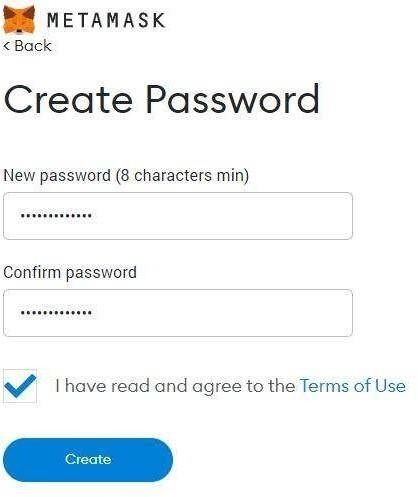 METAMASK
< Back
Create Password
New password (8 characters min)
•••••••••••••
Confirm password
•••••••••••••
I have read and agree to the Terms of Use
Create